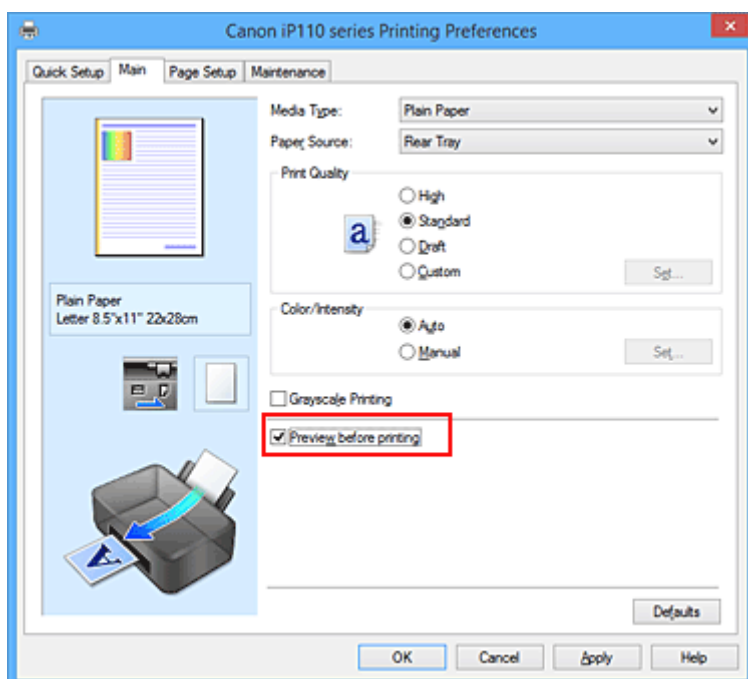 Canon iP110 series Printing Preferences
Quick Setup Main Page Setup Maintenance
Media Type: Plain Paper
Paper Source: Rear Tray
Print Quality
High
a Standard
Draft
Custom Set...
Plain Paper
Letter 8.5"x11" 22x28cm
Color/Intensity
Auto
Manual Set...
Grayscale Printing
Preview before printing
A
Defaults
OK Cancel Apply Help